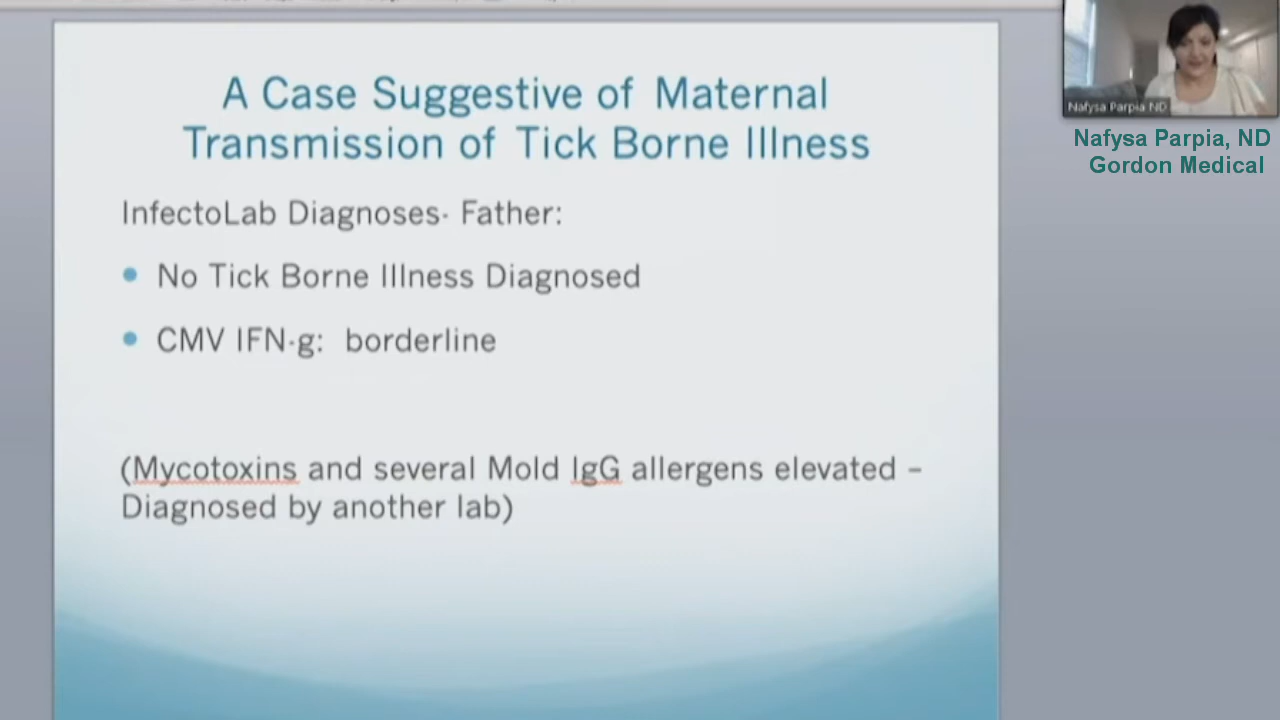 A Case Suggestive of Maternal
Transmission of Tick Borne Illness
InfectoLab Diagnoses- Father:
No Tick Borne Illness Diagnosed
CMV IFN-g: borderline
(Mycotoxins and several Mold IgG allergens elevated –
Diagnosed by another lab)
Nafysa Parpia ND
Nafysa Parpia, ND
Gordon Medical